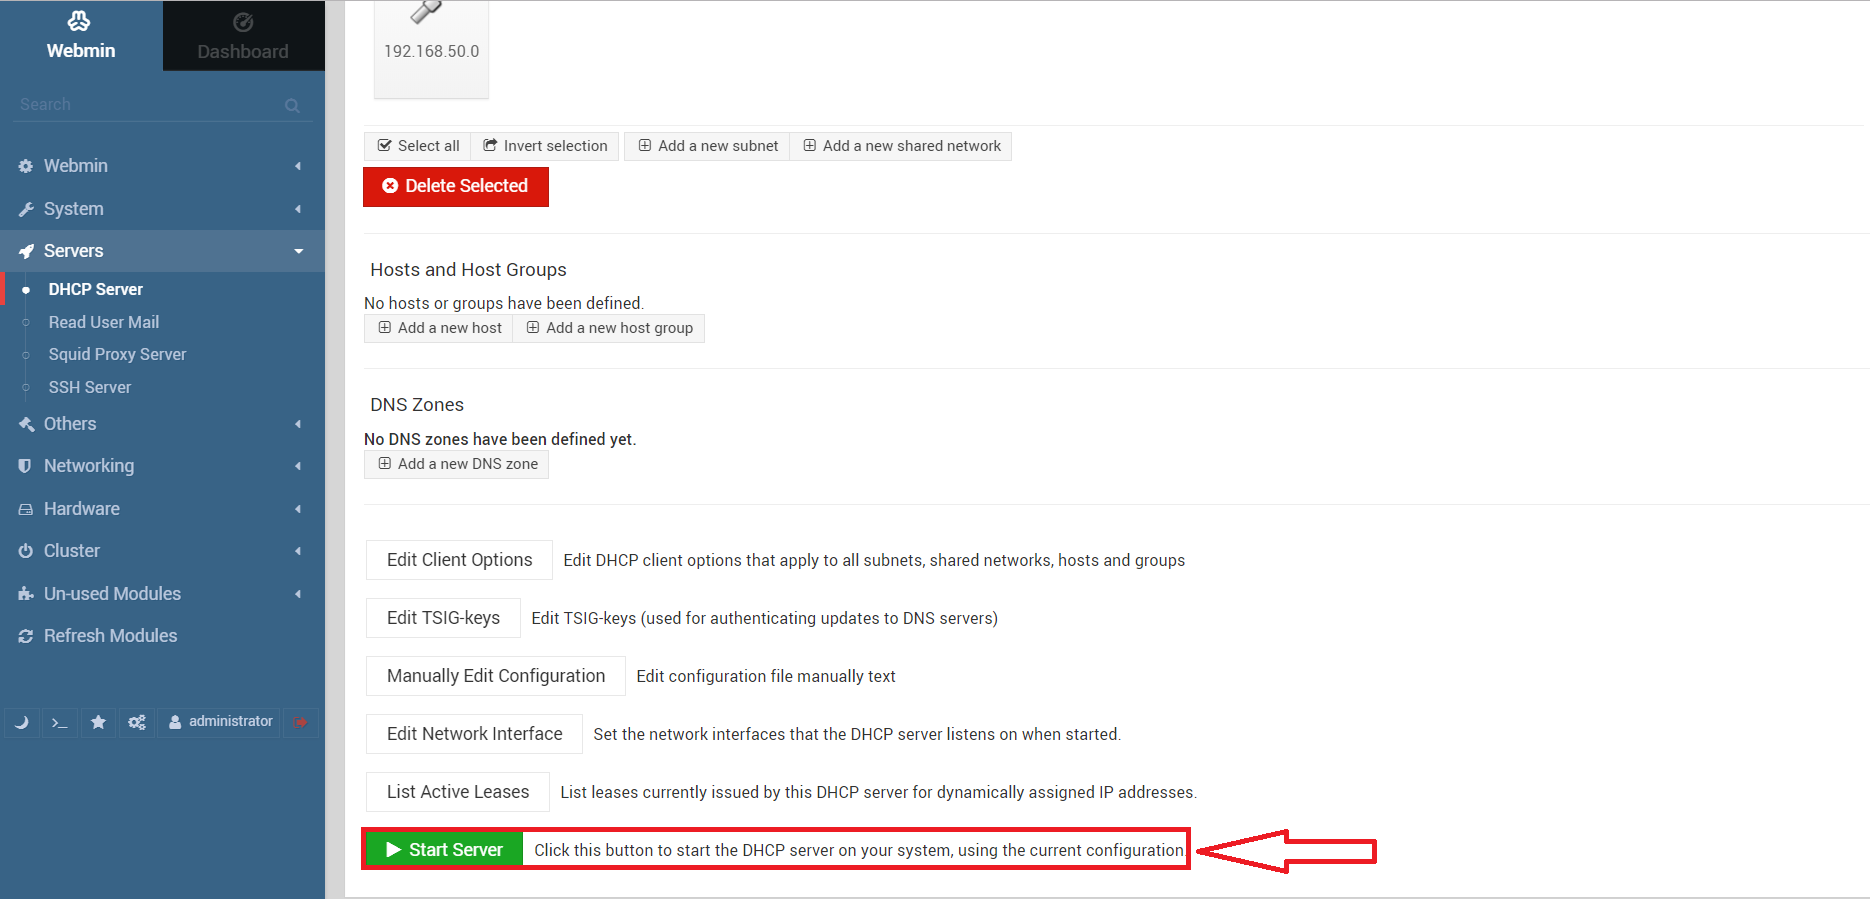 Webmin
Dashboard
Search
Webmin
System
Servers
DHCP Server
Read User Mail
Squid Proxy Server
SSH Server
Others
Networking
Hardware
Cluster
Un-used Modules
Refresh Modules
>_ administrator
192.168.50.0
Select all Invert selection Add a new subnet Add a new shared network
Delete Selected
Hosts and Host Groups
No hosts or groups have been defined.
Add a new host Add a new host group
DNS Zones
No DNS zones have been defined yet.
Add a new DNS zone
Edit Client Options Edit DHCP client options that apply to all subnets, shared networks, hosts and groups
Edit TSIG-keys Edit TSIG-keys (used for authenticating updates to DNS servers)
Manually Edit Configuration Edit configuration file manually text
Edit Network Interface Set the network interfaces that the DHCP server listens on when started.
List Active Leases List leases currently issued by this DHCP server for dynamically assigned IP addresses.
Start Server Click this button to start the DHCP server on your system, using the current configuration.